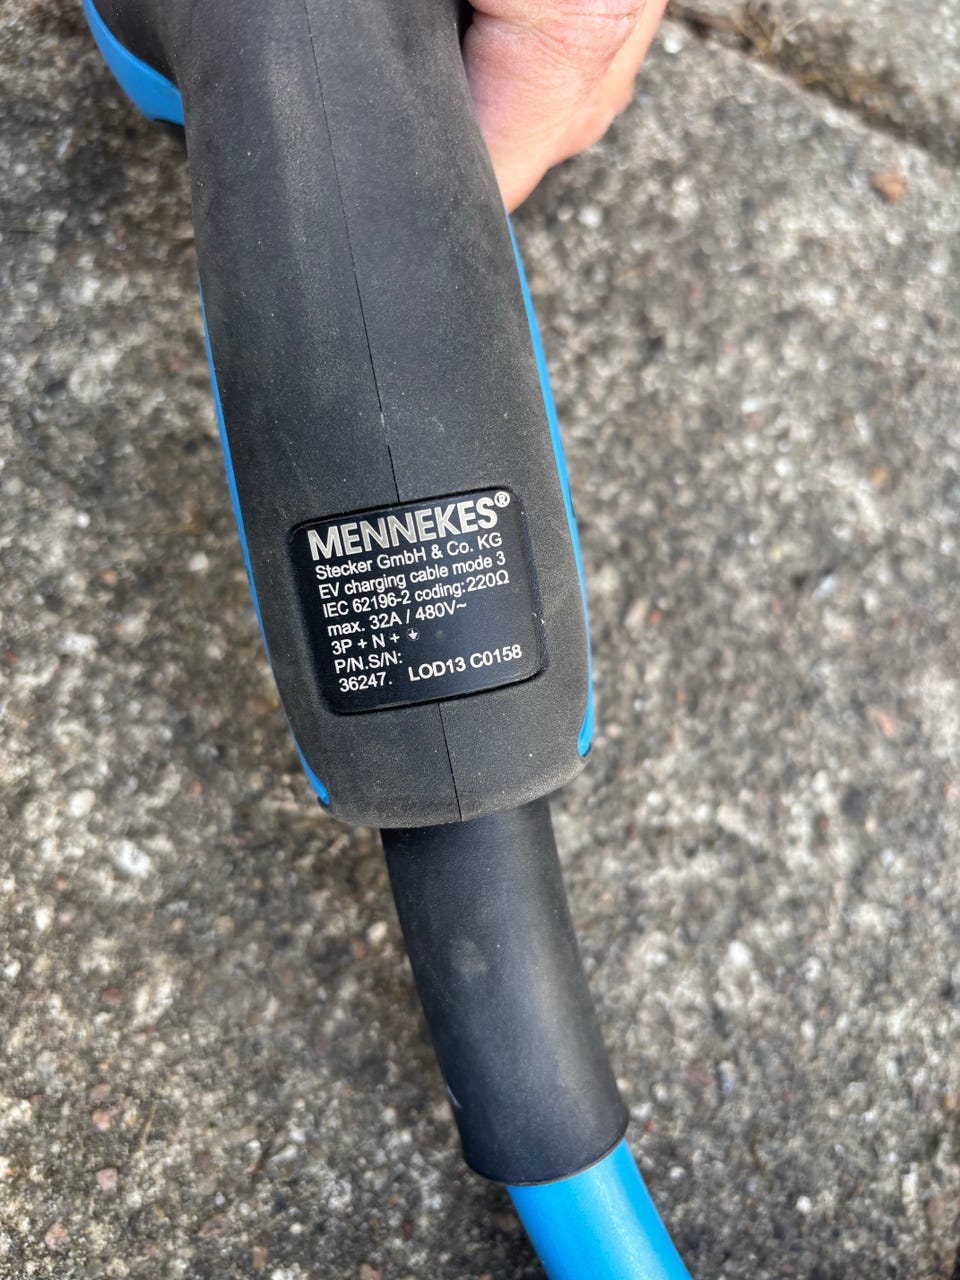 MENNEKES®
Stecker GmbH & Co. KG
EV charging cable mode 3
IEC 62196-2 coding:220Ω
max. 32A / 480V~
3P + N + ⏚
P/N.S/N:
36247. LOD13 C0158